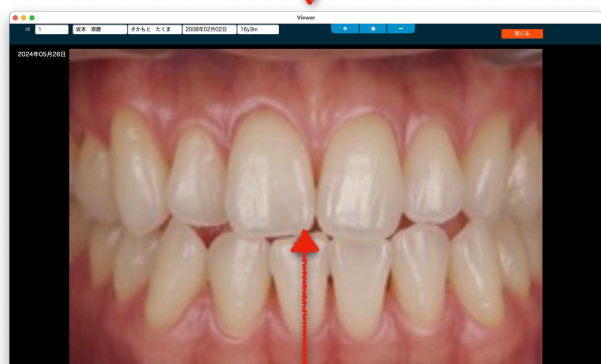 Viewer
id 1 坂本 琢磨 さかもと たくま 2008年02月02日 16y3m + ★ − 閉じる
2024年05月26日